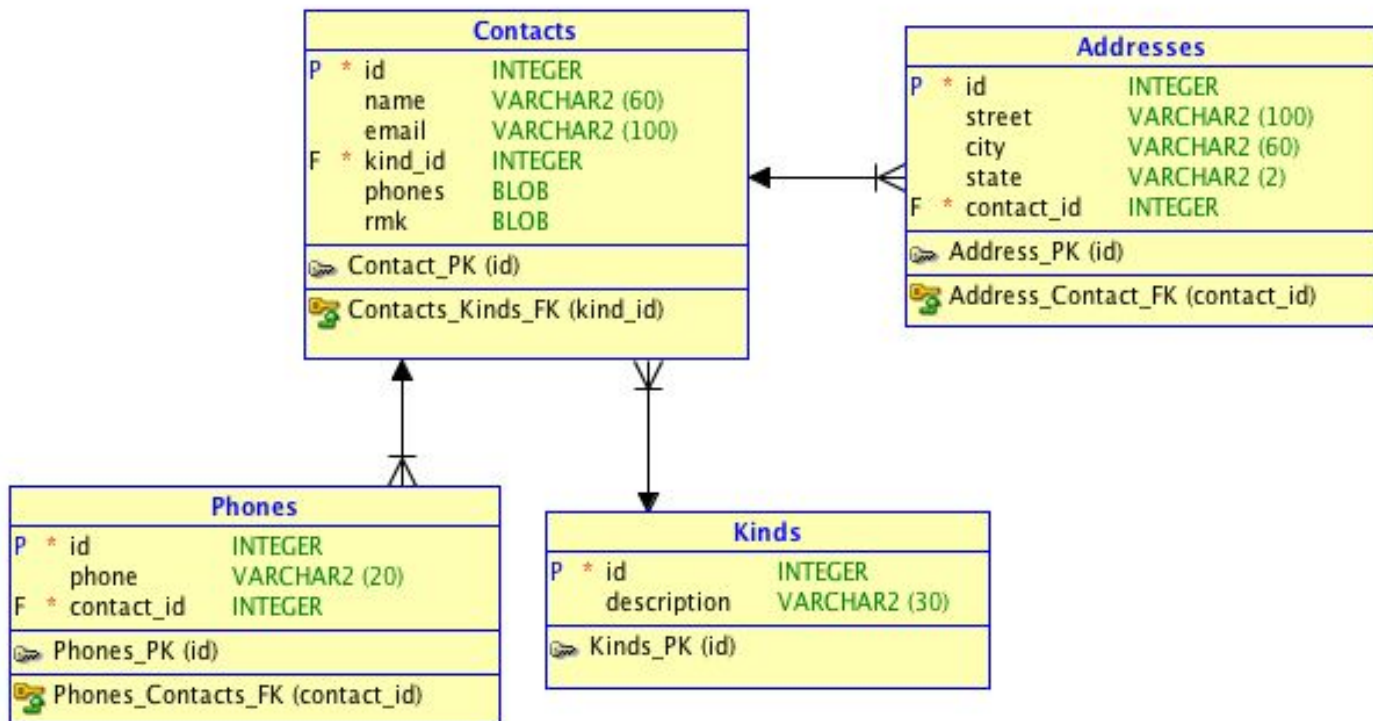 Contacts
P * id INTEGER
name VARCHAR2 (60)
email VARCHAR2 (100)
F * kind_id INTEGER
phones BLOB
rmk BLOB
Contact_PK (id)
Contacts_Kinds_FK (kind_id)
Addresses
P * id INTEGER
street VARCHAR2 (100)
city VARCHAR2 (60)
state VARCHAR2 (2)
F * contact_id INTEGER
Address_PK (id)
Address_Contact_FK (contact_id)
Phones
P * id INTEGER
phone VARCHAR2 (20)
F * contact_id INTEGER
Phones_PK (id)
Phones_Contacts_FK (contact_id)
Kinds
P * id INTEGER
description VARCHAR2 (30)
Kinds_PK (id)